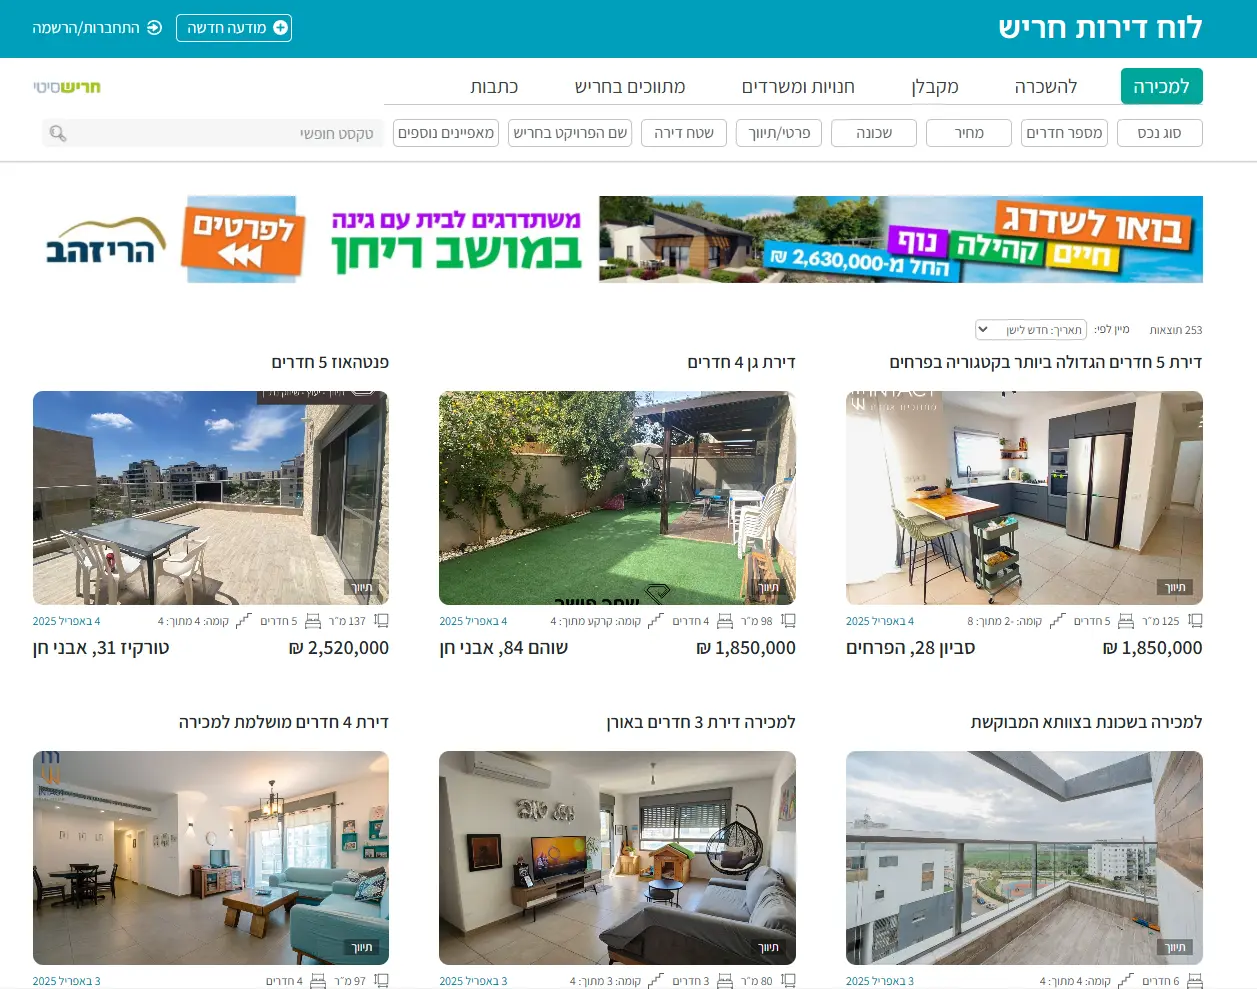 לוח דירות חריש
מודעה חדשה
התחברות/הרשמה
למכירה
להשכרה
מקבלן
חנויות ומשרדים
מתווכים בחריש
כתבות
חרישסיטי
סוג נכס
מספר חדרים
מחיר
שכונה
פרטי/תיווך
שטח דירה
שם הפרויקט בחריש
מאפיינים נוספים
טקסט חופשי
בואו לשדרג
חיים קהילה נוף
החל מ-2,630,000 ₪
משתדרגים לבית עם גינה
במושב ריחן
לפרטים
הריזהב
253 תוצאות
מיין לפי:
תאריך: חדש לישן
דירת 5 חדרים הגדולה ביותר בקטגוריה בפרחים
תיווך
125 מ״ר
5 חדרים
קומה: -2 מתוך: 8
4 באפריל 2025
1,850,000 ₪
סביון 28, הפרחים
דירת גן 4 חדרים
תיווך
98 מ״ר
4 חדרים
קומה: קרקע מתוך: 4
4 באפריל 2025
1,850,000 ₪
שוהם 84, אבני חן
פנטהאוז 5 חדרים
תיווך
137 מ״ר
5 חדרים
קומה: 4 מתוך: 4
4 באפריל 2025
2,520,000 ₪
טורקיז 31, אבני חן
למכירה בשכונת בצוותא המבוקשת
תיווך
6 חדרים
קומה: 4 מתוך: 4
3 באפריל 2025
למכירה דירת 3 חדרים באורן
תיווך
80 מ״ר
3 חדרים
קומה: 3 מתוך: 4
3 באפריל 2025
דירת 4 חדרים מושלמת למכירה
תיווך
97 מ״ר
4 חדרים
3 באפריל 2025